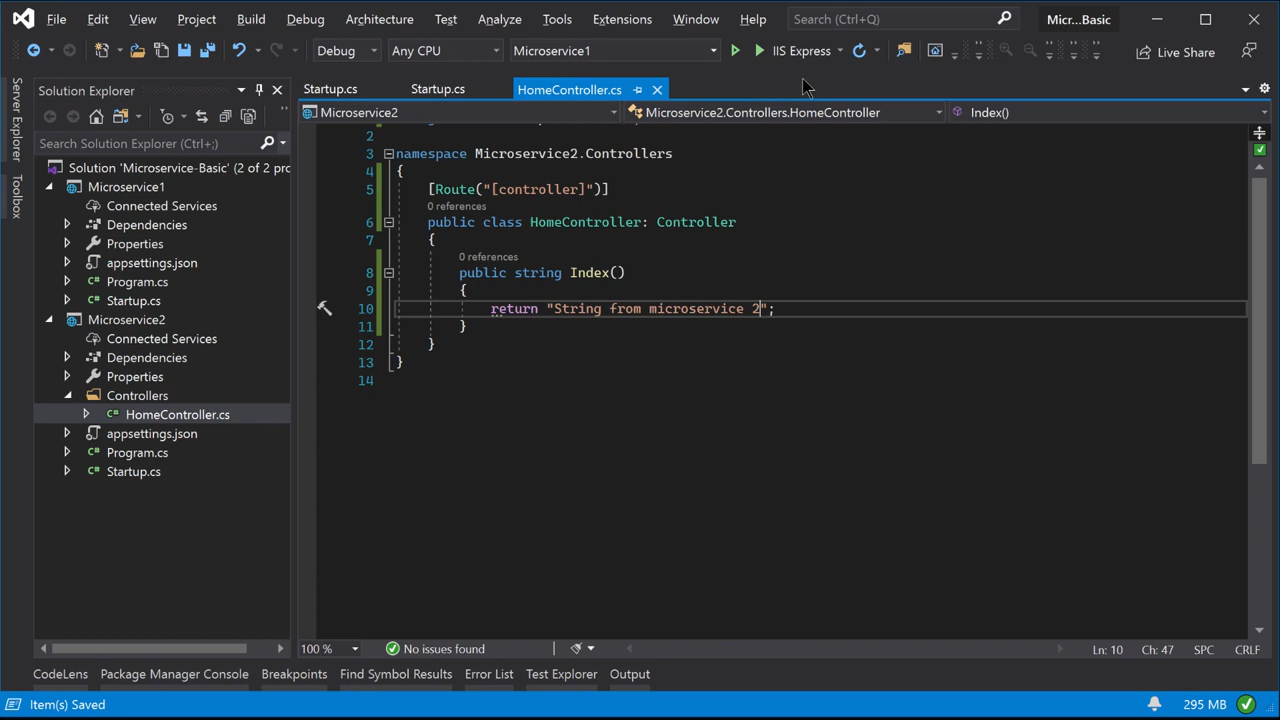 File Edit View Project Build Debug Architecture Test Analyze Tools Extensions Window Help Search (Ctrl+Q) Micr...Basic
Debug Any CPU Microservice1 IIS Express Live Share
Server Explorer
Toolbox
Solution Explorer
Search Solution Explorer (Ctrl+;)
Solution 'Microservice-Basic' (2 of 2 pro
Microservice1
Connected Services
Dependencies
Properties
appsettings.json
C# Program.cs
C# Startup.cs
Microservice2
Connected Services
Dependencies
Properties
Controllers
C# HomeController.cs
appsettings.json
C# Program.cs
C# Startup.cs
Startup.cs Startup.cs HomeController.cs
Microservice2 Microservice2.Controllers.HomeController Index()
2
3 namespace Microservice2.Controllers
4 {
5 [Route("[controller]")]
0 references
6 public class HomeController: Controller
7 {
0 references
8 public string Index()
9 {
10 return "String from microservice 2";
11 }
12 }
13 }
14
100 % No issues found Ln: 10 Ch: 47 SPC CRLF
CodeLens Package Manager Console Breakpoints Find Symbol Results Error List Test Explorer Output
Item(s) Saved 295 MB